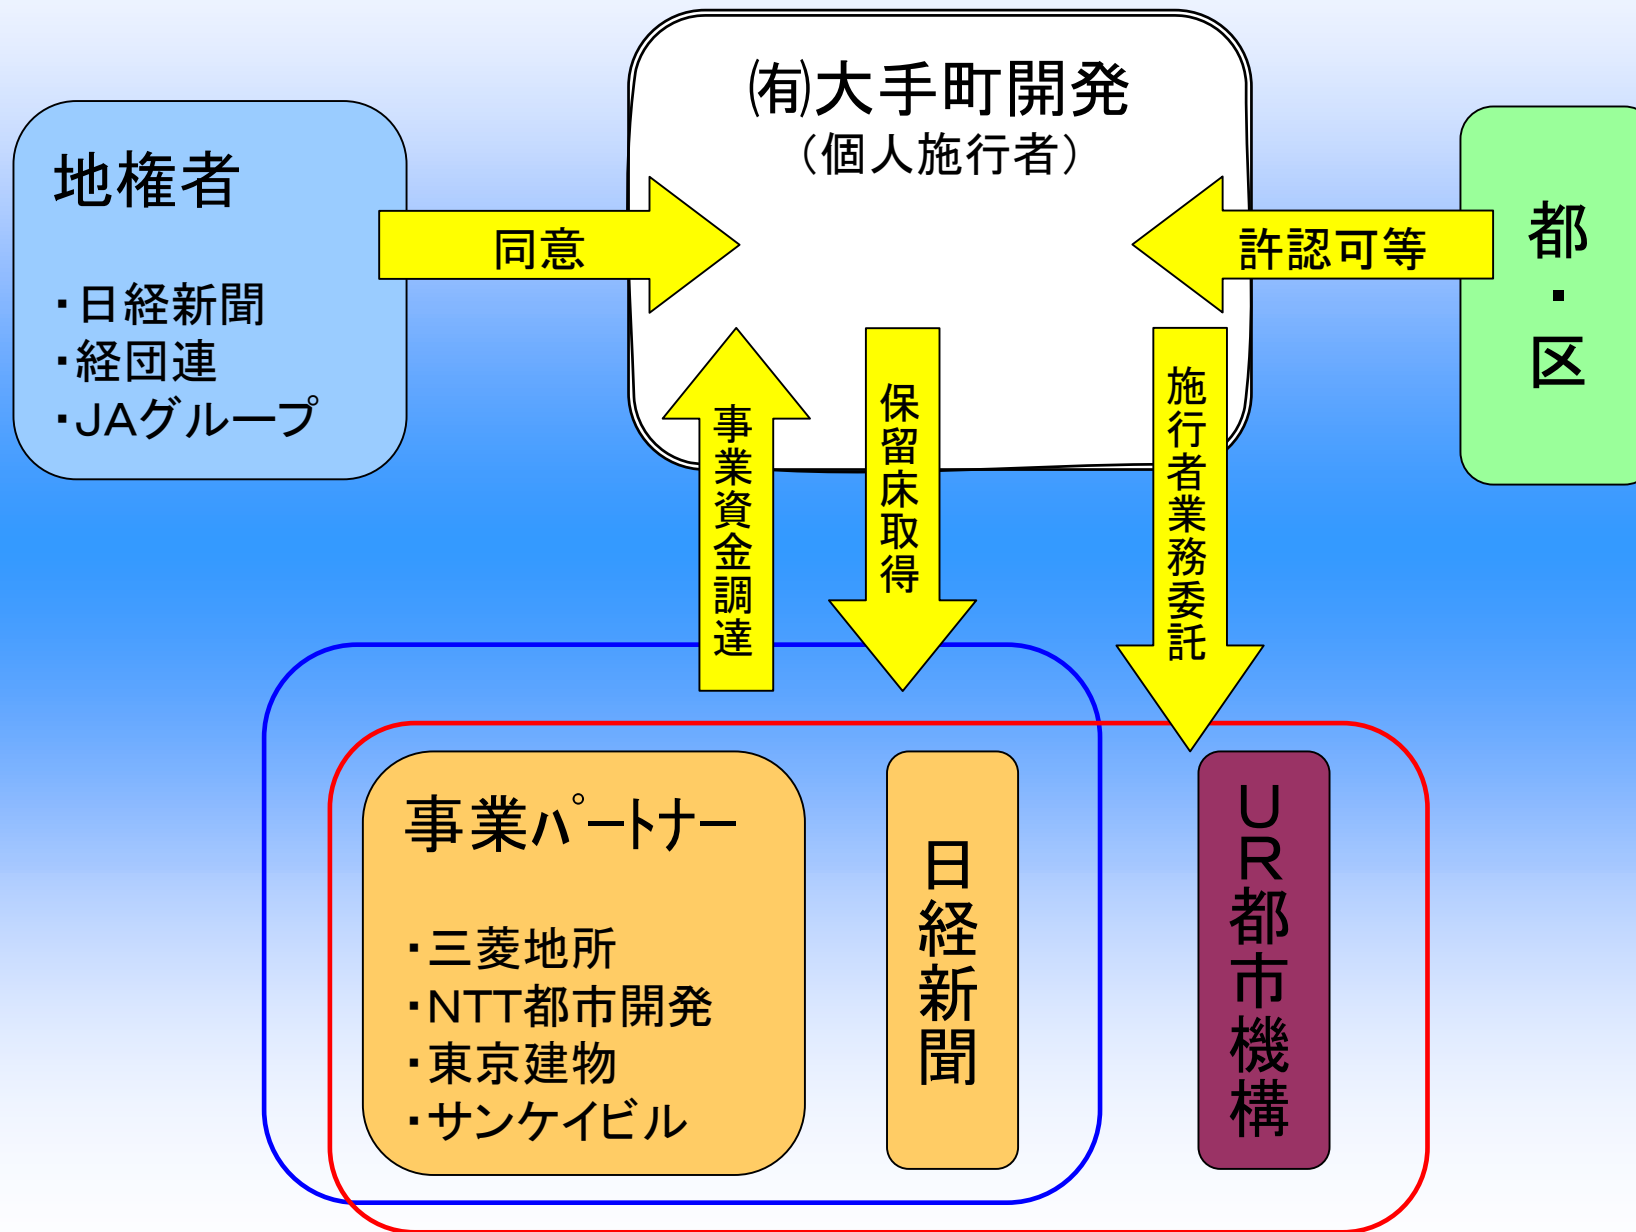 ㈲大手町開発
（個人施行者）
地権者
・日経新聞
・経団連
・JAグループ
同意
許認可等
都・区
事業資金調達
保留床取得
施行者業務委託
事業ﾊﾟｰﾄﾅｰ
・三菱地所
・NTT都市開発
・東京建物
・サンケイビル
日経新聞
ＵＲ都市機構